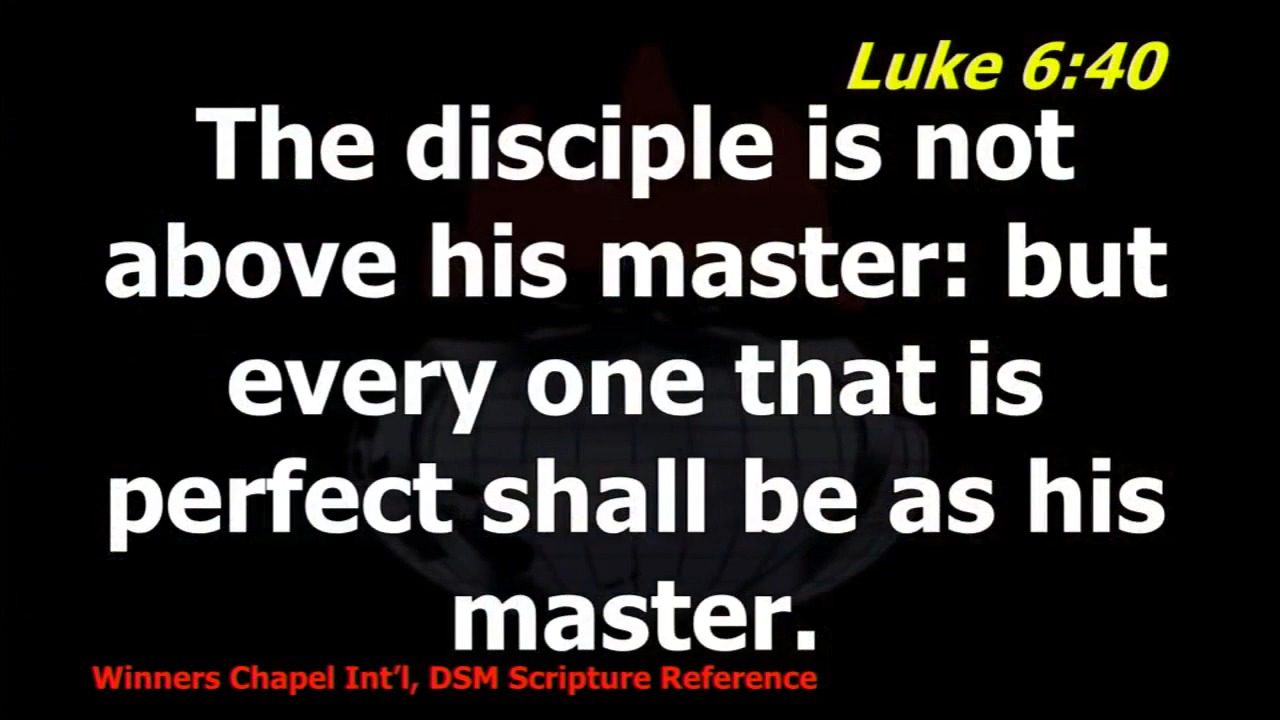 Luke 6:40
The disciple is not
above his master: but
every one that is
perfect shall be as his
master.
Winners Chapel Int’l, DSM Scripture Reference